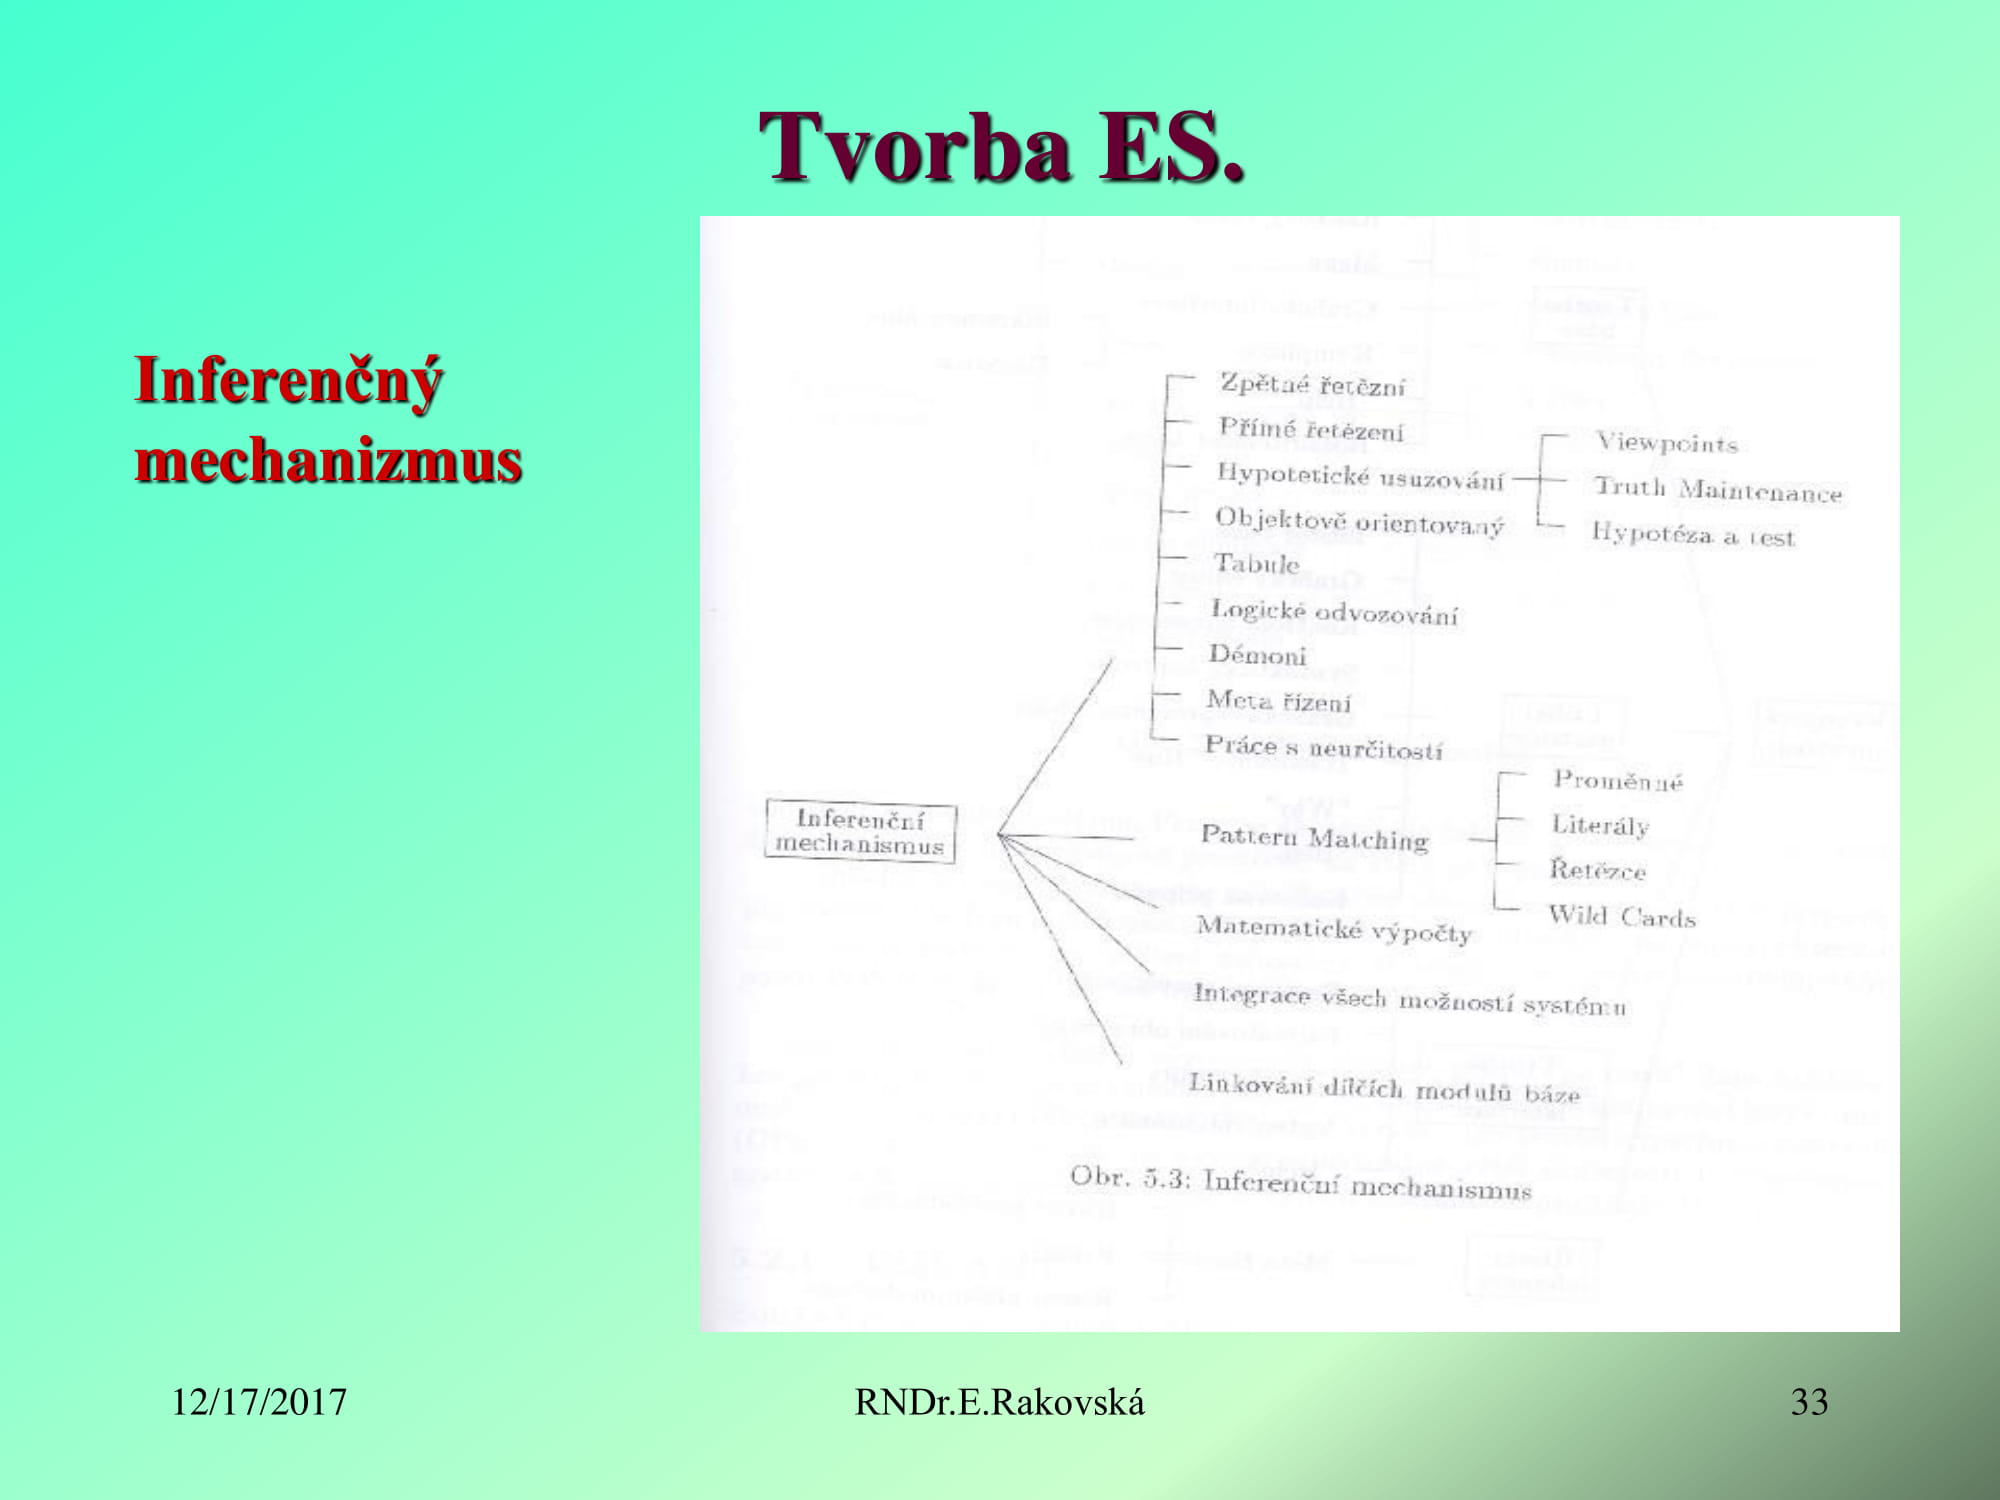 Tvorba ES.
Inferenčný
mechanizmus
Zpětné řetězní
Přímé řetězení
Hypotetické usuzování
Viewpoints
Truth Maintenance
Hypotéza a test
Objektově orientovaný
Tabule
Logické odvozování
Démoni
Meta řízení
Práce s neurčitostí
Inferenční
mechanismus
Pattern Matching
Proměnné
Literály
Řetězce
Wild Cards
Matematické výpočty
Integrace všech možností systému
Linkování dílčích modulů báze
Obr. 5.3: Inferenční mechanismus
12/17/2017
RNDr.E.Rakovská
33